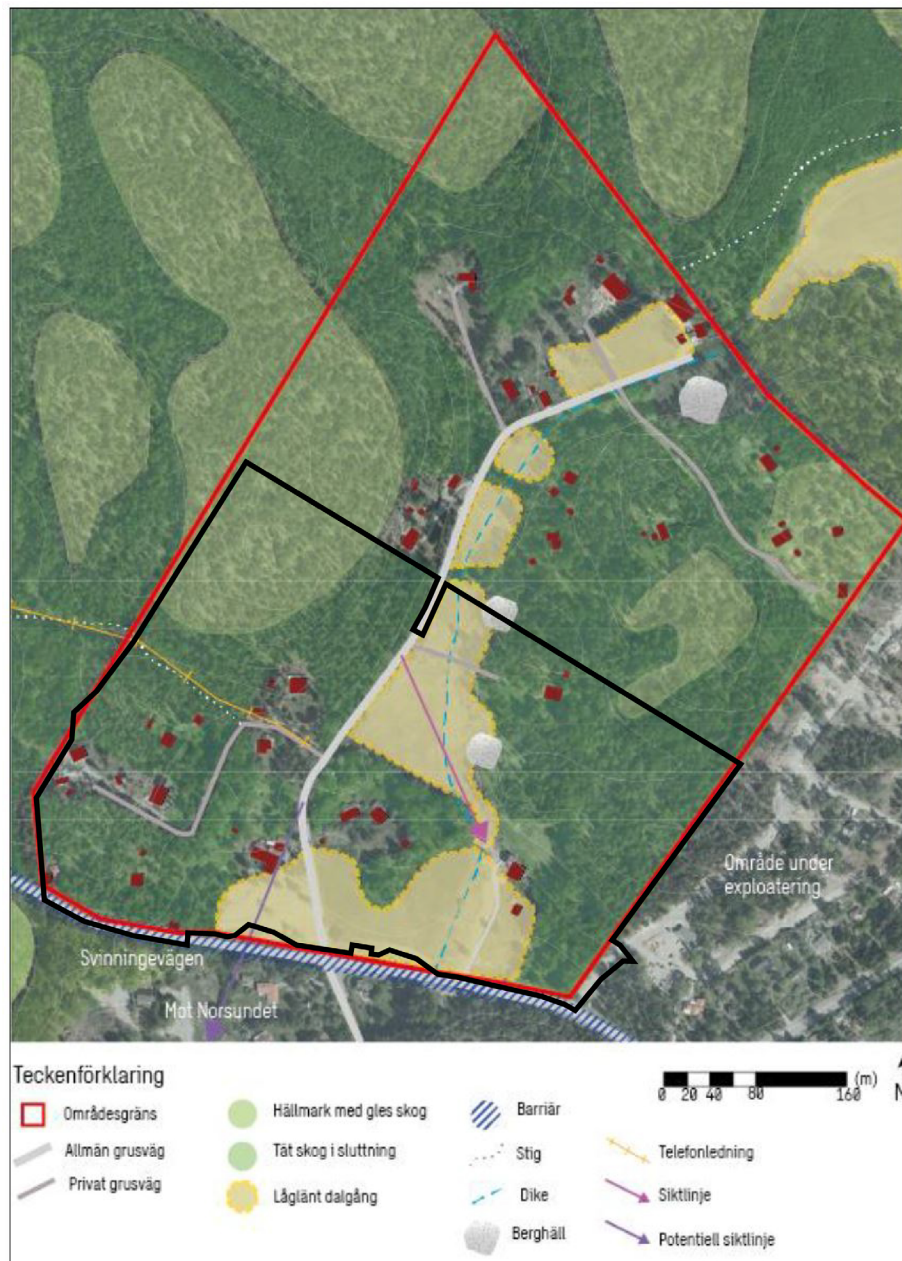 Område under
exploatering
Svinningevägen
Mot Norsundet
Teckenförklaring
Områdesgräns
Allmän grusväg
Privat grusväg
Hällmark med gles skog
Tät skog i sluttning
Låglänt dalgång
Barriär
Stig
Dike
Berghäll
(m)
0 20 40 80 160
N
Telefonledning
Siktlinje
Potentiell siktlinje